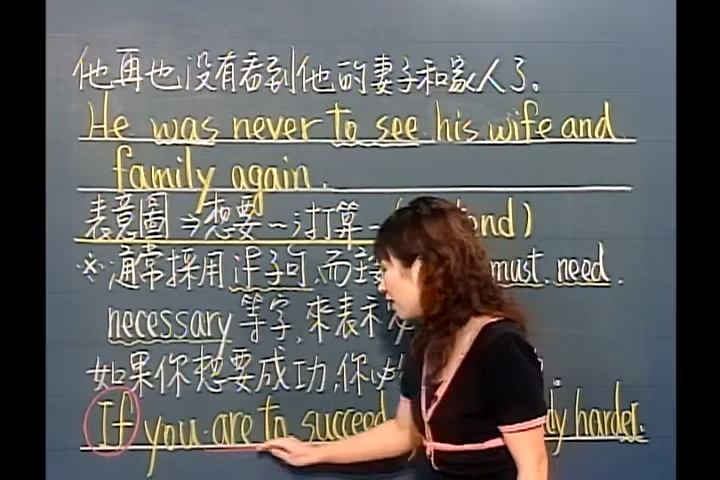 他再也没有看到他的妻子和家人了。
He was never to see his wife and
family again.
表意圖⇒想要－打算－( nd)
※通常採用 子句,而主 must. need.
necessary 等字,來表示
如果你想要成功,你必
If you are to succeed harder.